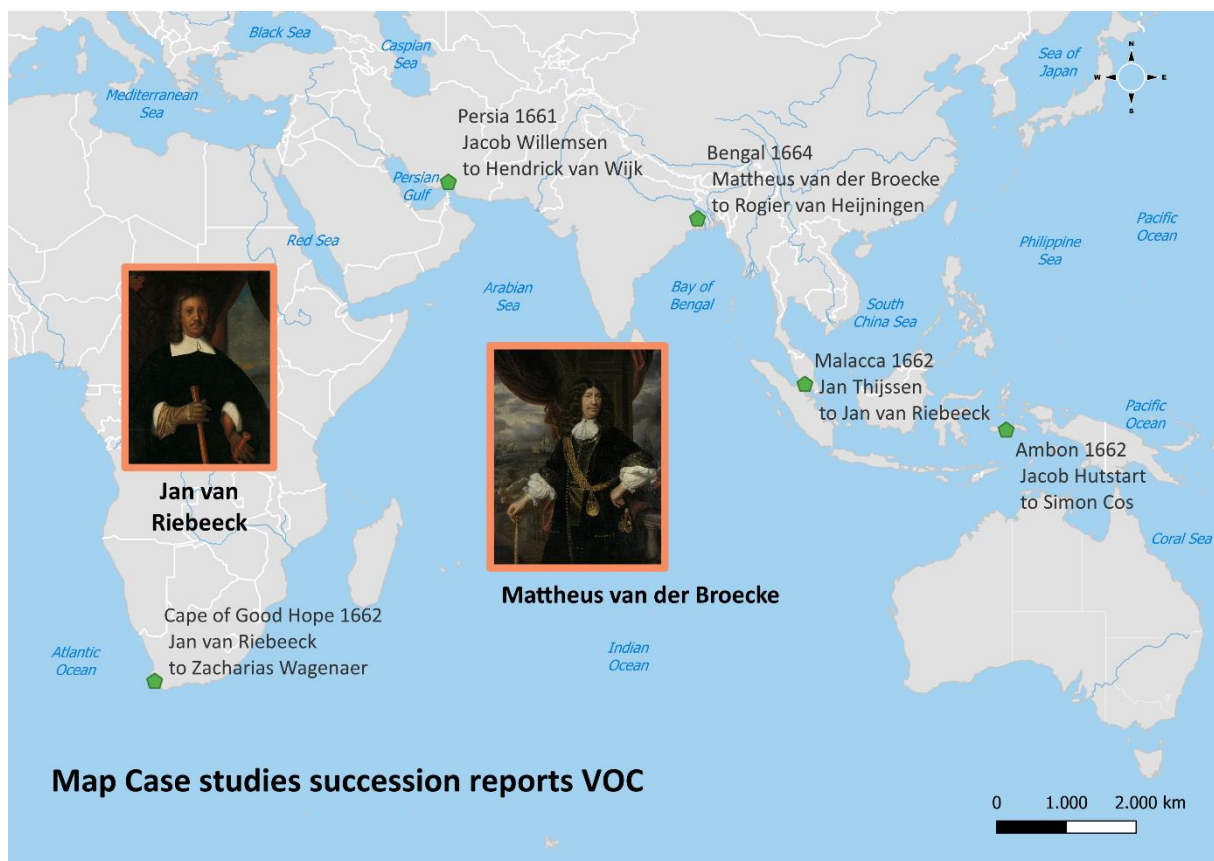 Black Sea
Caspian
Sea
Sea of
Japan
N
W
E
S
Mediterranean
Sea
Persia 1661
Jacob Willemsen
to Hendrick van Wijk
Bengal 1664
Mattheus van der Broecke
to Rogier van Heijningen
Persian
Gulf
Red Sea
Pacific
Ocean
Philippine
Sea
Arabian
Sea
Bay of
Bengal
South
China Sea
Malacca 1662
Jan Thijssen
to Jan van Riebeeck
Pacific
Ocean
Ambon 1662
Jacob Hutstart
to Simon Cos
Jan van
Riebeeck
Coral Sea
Mattheus van der Broecke
Cape of Good Hope 1662
Jan van Riebeeck
to Zacharias Wagenaer
Atlantic
Ocean
Indian
Ocean
Map Case studies succession reports VOC
0 1.000 2.000 km